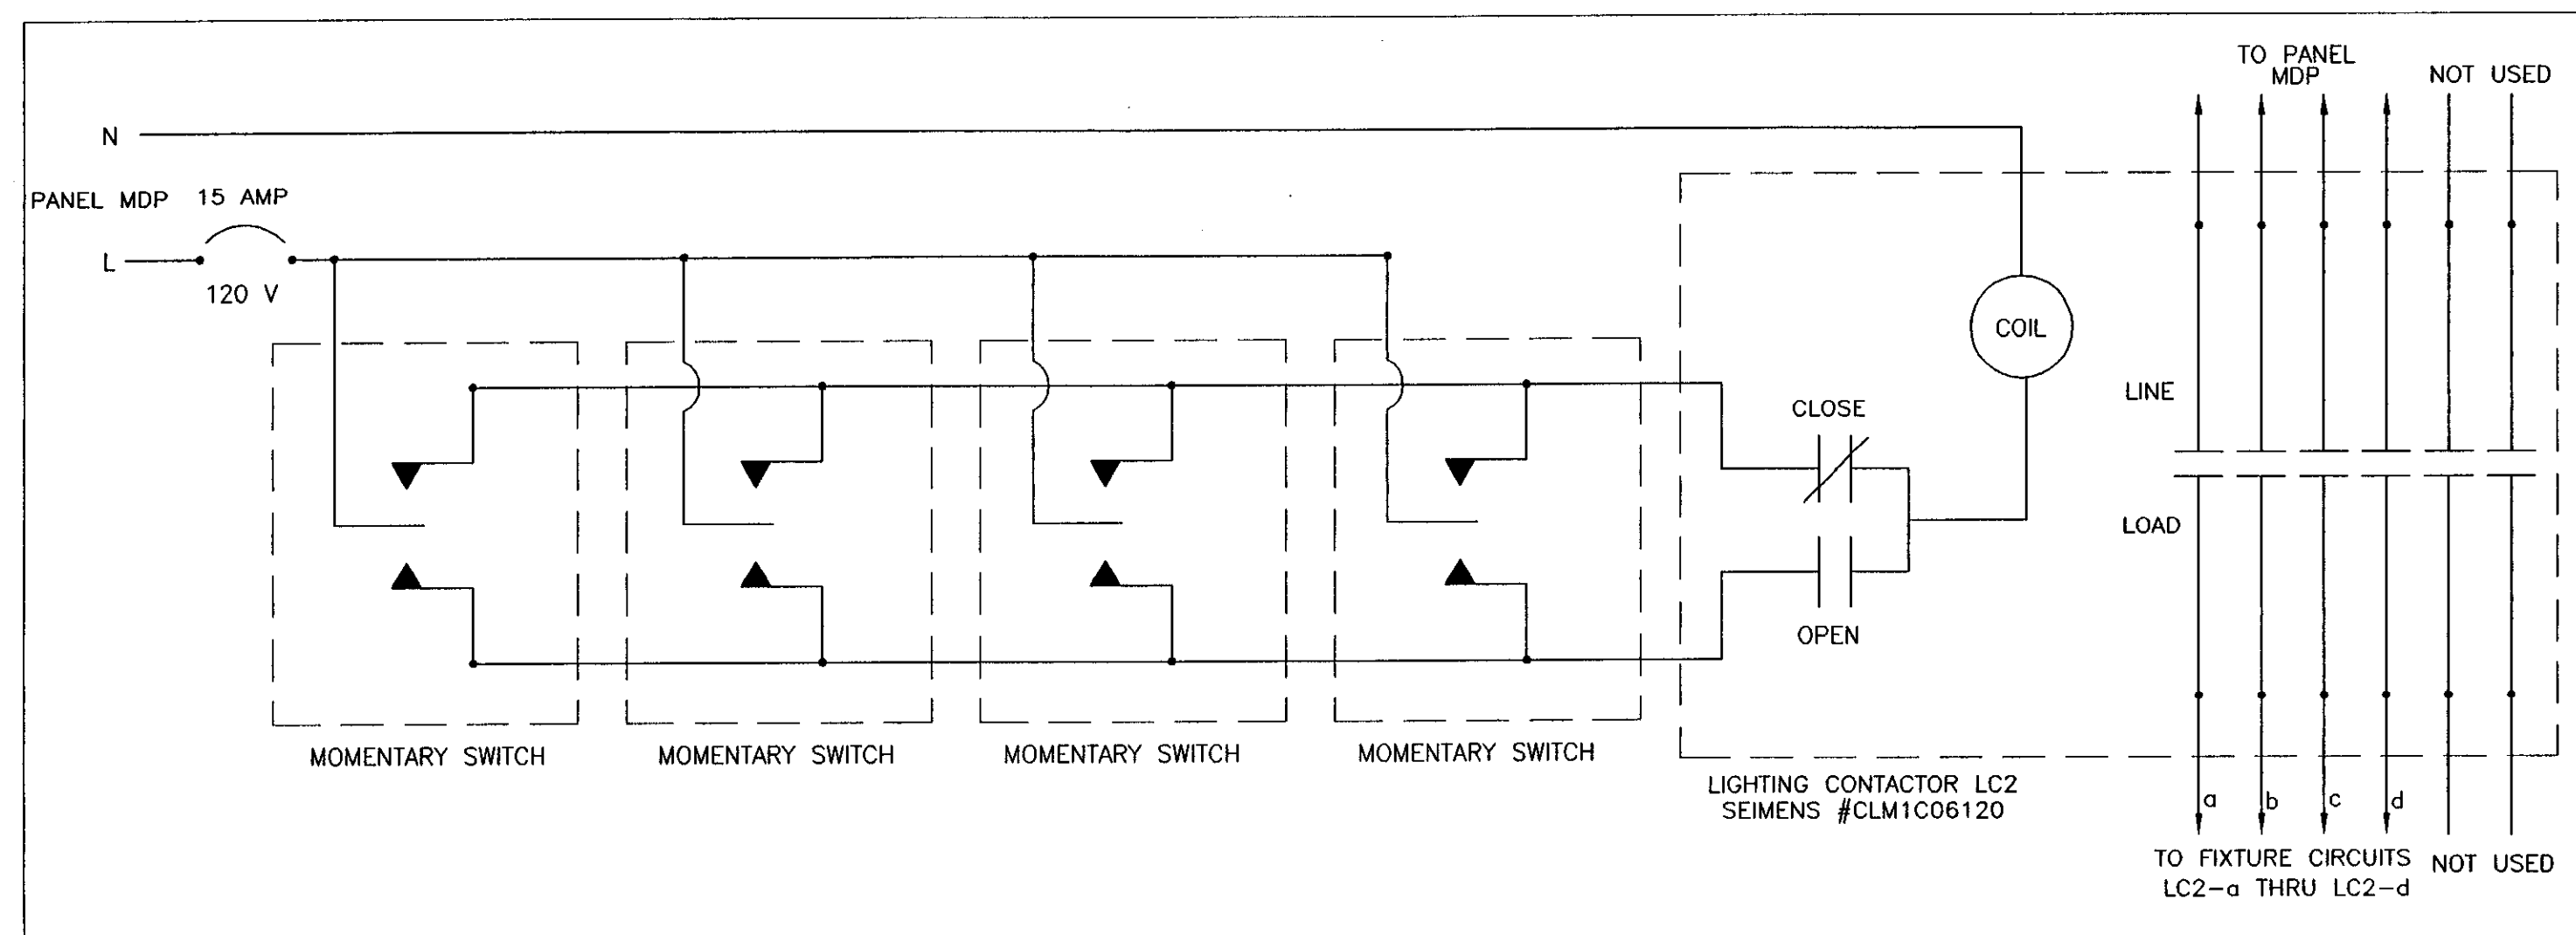 TO PANEL
MDP
NOT USED
N
PANEL MDP 15 AMP
L
120 V
COIL
LINE
CLOSE
LOAD
OPEN
MOMENTARY SWITCH
MOMENTARY SWITCH
MOMENTARY SWITCH
MOMENTARY SWITCH
LIGHTING CONTACTOR LC2
SEIMENS #CLM1C06120
a b c d
TO FIXTURE CIRCUITS
LC2-a THRU LC2-d
NOT USED